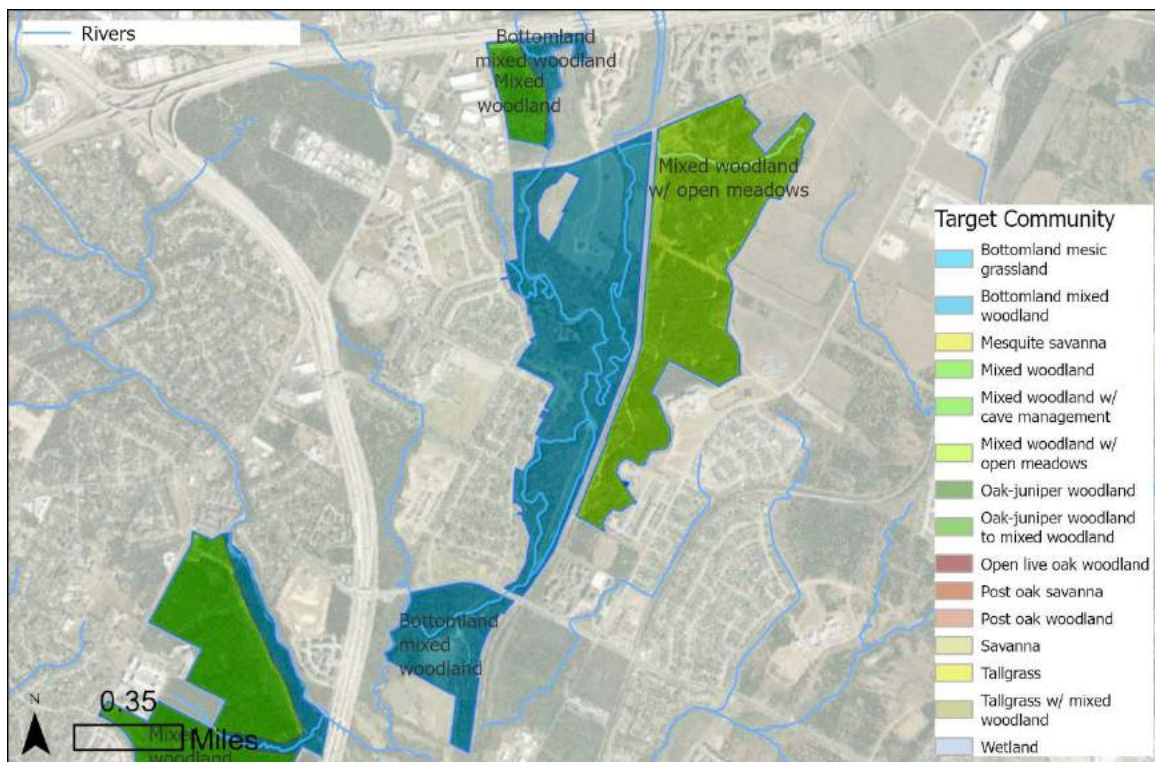 Rivers
Bottomland
mixed woodland
Mixed
woodland
Mixed woodland
w/ open meadows
Target Community
Bottomland mesic
grassland
Bottomland mixed
woodland
Mesquite savanna
Mixed woodland
Mixed woodland w/
cave management
Mixed woodland w/
open meadows
Oak-juniper woodland
Oak-juniper woodland
to mixed woodland
Open live oak woodland
Post oak savanna
Post oak woodland
Savanna
Tallgrass
Tallgrass w/ mixed
woodland
Wetland
Bottomland
mixed
woodland
N
0.35
Miles
Mixed
woodland